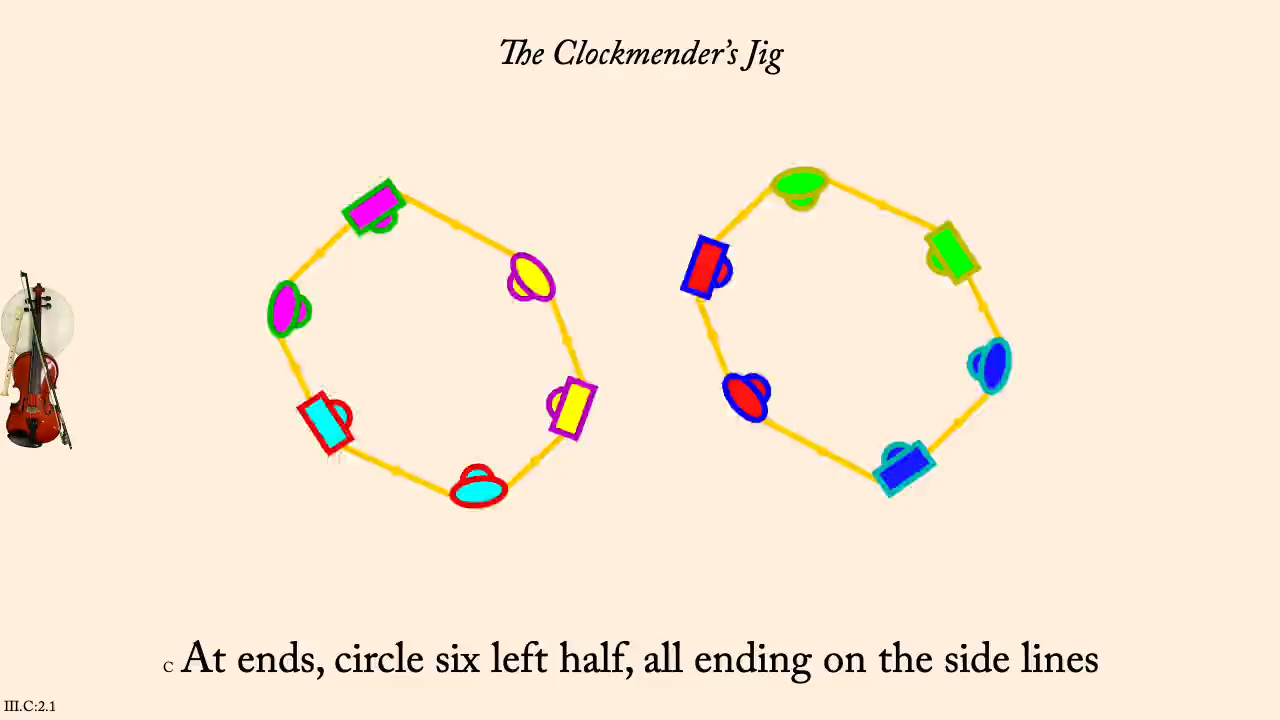 The Clockmender’s Jig
C At ends, circle six left half, all ending on the side lines
III.C:2.1